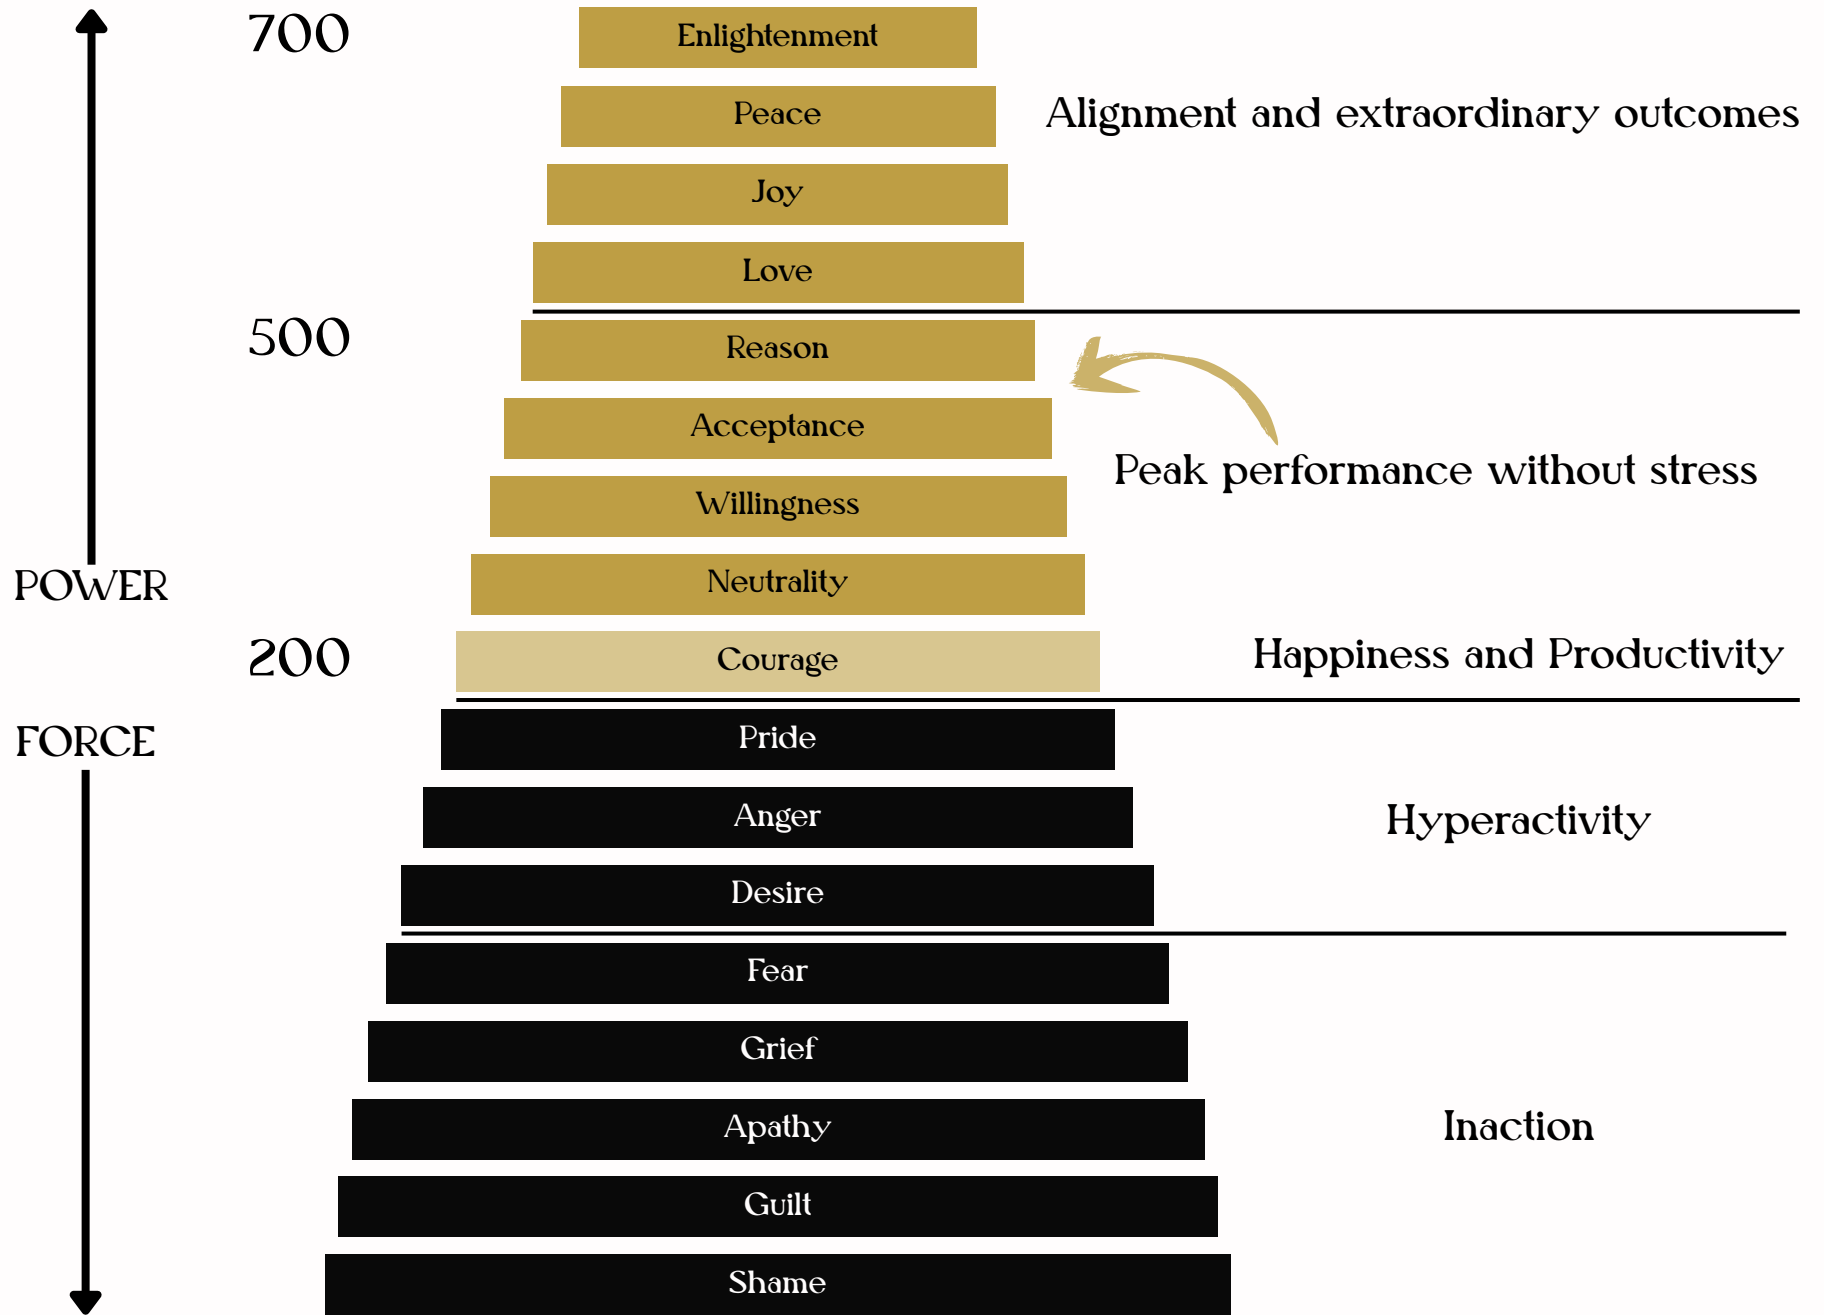 700
Enlightenment
Peace
Alignment and extraordinary outcomes
Joy
Love
500
Reason
Acceptance
Peak performance without stress
Willingness
Neutrality
POWER
200
Courage
Happiness and Productivity
FORCE
Pride
Anger
Hyperactivity
Desire
Fear
Grief
Apathy
Inaction
Guilt
Shame